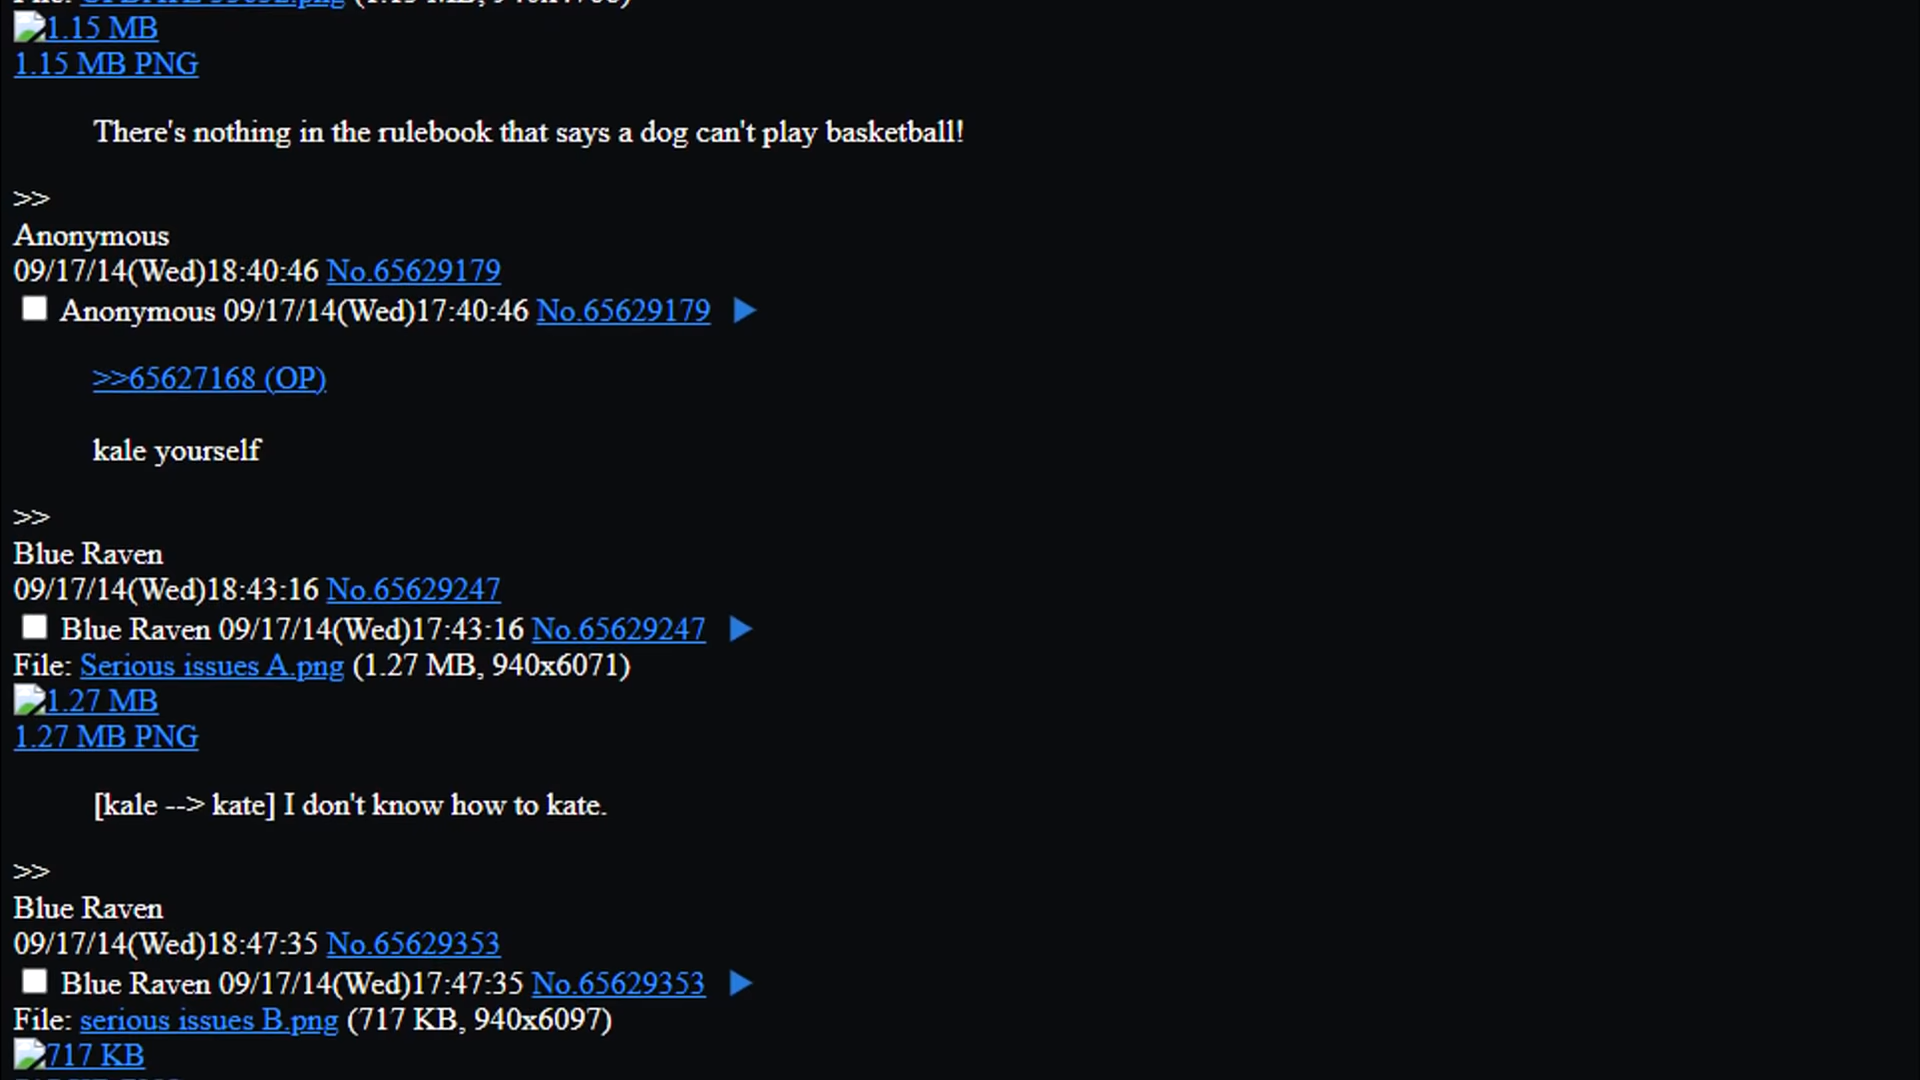 1.15 MB
1.15 MB PNG
There's nothing in the rulebook that says a dog can't play basketball!
>>
Anonymous
09/17/14(Wed)18:40:46 No.65629179
Anonymous 09/17/14(Wed)17:40:46 No.65629179 ▶
>>65627168 (OP)
kale yourself
>>
Blue Raven
09/17/14(Wed)18:43:16 No.65629247
Blue Raven 09/17/14(Wed)17:43:16 No.65629247 ▶
File: Serious issues A.png (1.27 MB, 940x6071)
1.27 MB
1.27 MB PNG
[kale --> kate] I don't know how to kate.
>>
Blue Raven
09/17/14(Wed)18:47:35 No.65629353
Blue Raven 09/17/14(Wed)17:47:35 No.65629353 ▶
File: serious issues B.png (717 KB, 940x6097)
717 KB